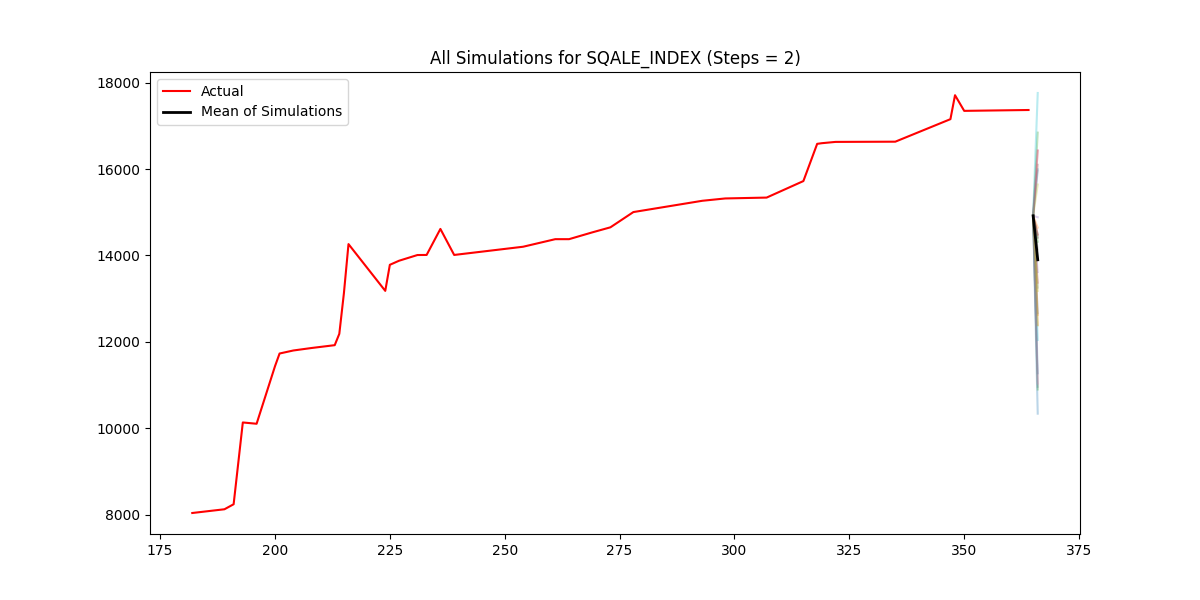 All Simulations for SQALE_INDEX (Steps = 2)
Actual
Mean of Simulations
18000
16000
14000
12000
10000
8000
175 200 225 250 275 300 325 350 375